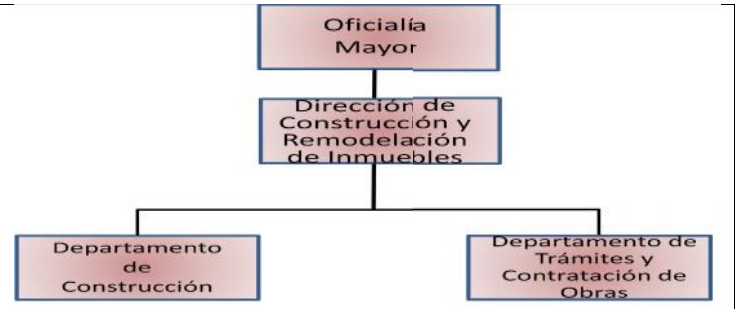 Oficialía
Mayor
Dirección de
Construcción y
Remodelación
de Inmuebles
Departamento
de
Construcción
Departamento de
Trámites y
Contratación de
Obras